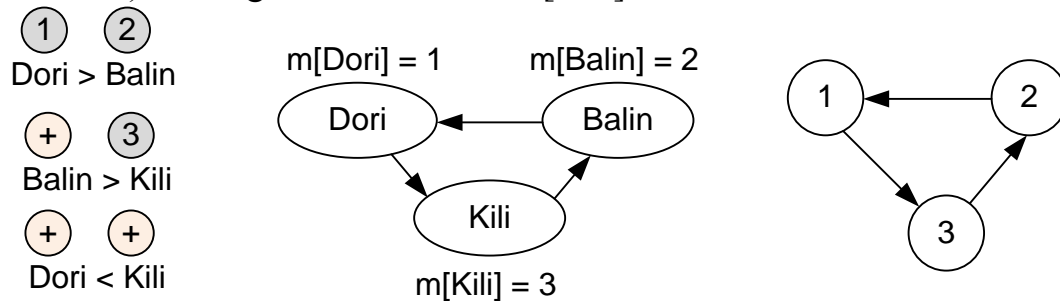 1 2
Dori > Balin
+ 3
Balin > Kili
+ +
Dori < Kili
m[Dori] = 1 m[Balin] = 2
Dori Balin
Kili
m[Kili] = 3
1 2
3